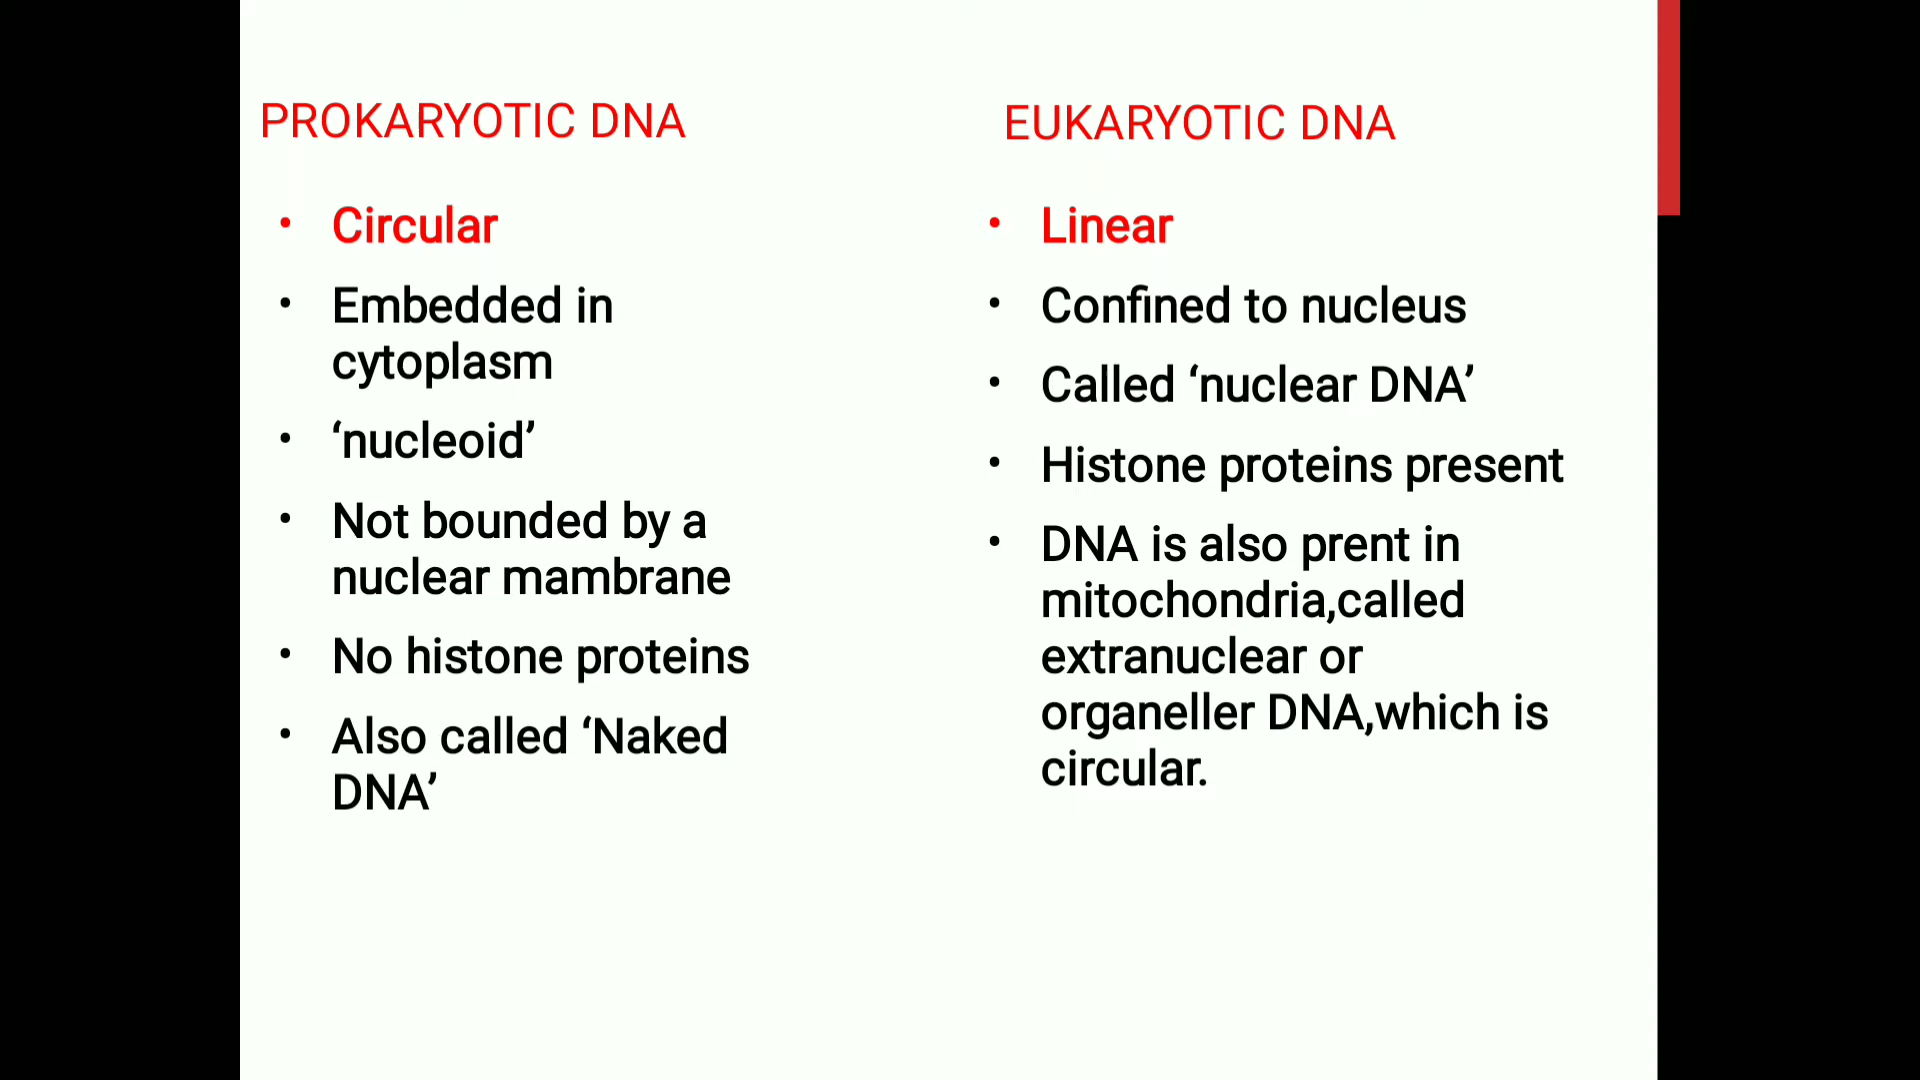 PROKARYOTIC DNA
• Circular
• Embedded in
cytoplasm
• ‘nucleoid’
• Not bounded by a
nuclear mambrane
• No histone proteins
• Also called ‘Naked
DNA’
EUKARYOTIC DNA
• Linear
• Confined to nucleus
• Called ‘nuclear DNA’
• Histone proteins present
• DNA is also prent in
mitochondria,called
extranuclear or
organeller DNA,which is
circular.